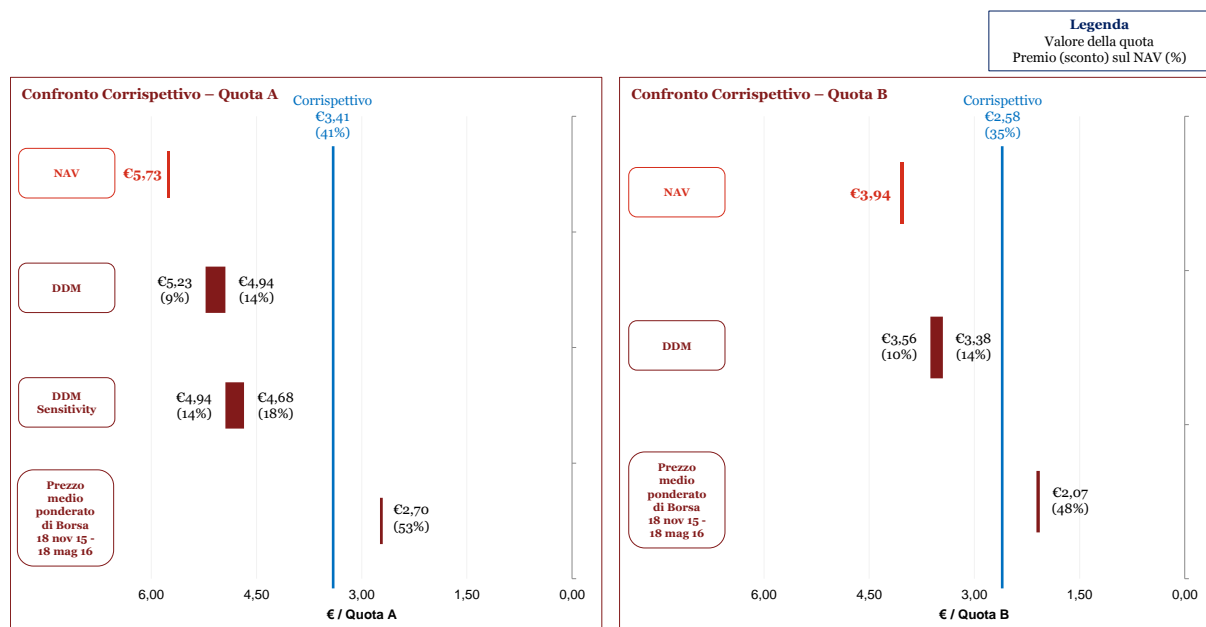 Legenda
Valore della quota
Premio (sconto) sul NAV (%)
Confronto Corrispettivo – Quota A
Corrispettivo
€3,41
(41%)
NAV
€5,73
DDM
€5,23
(9%)
€4,94
(14%)
DDM
Sensitivity
€4,94
(14%)
€4,68
(18%)
Prezzo
medio
ponderato
di Borsa
18 nov 15 -
18 mag 16
€2,70
(53%)
6,00
4,50
3,00
1,50
0,00
€ / Quota A
Confronto Corrispettivo – Quota B
Corrispettivo
€2,58
(35%)
NAV
€3,94
DDM
€3,56
(10%)
€3,38
(14%)
Prezzo
medio
ponderato
di Borsa
18 nov 15 -
18 mag 16
€2,07
(48%)
6,00
4,50
3,00
1,50
0,00
€ / Quota B